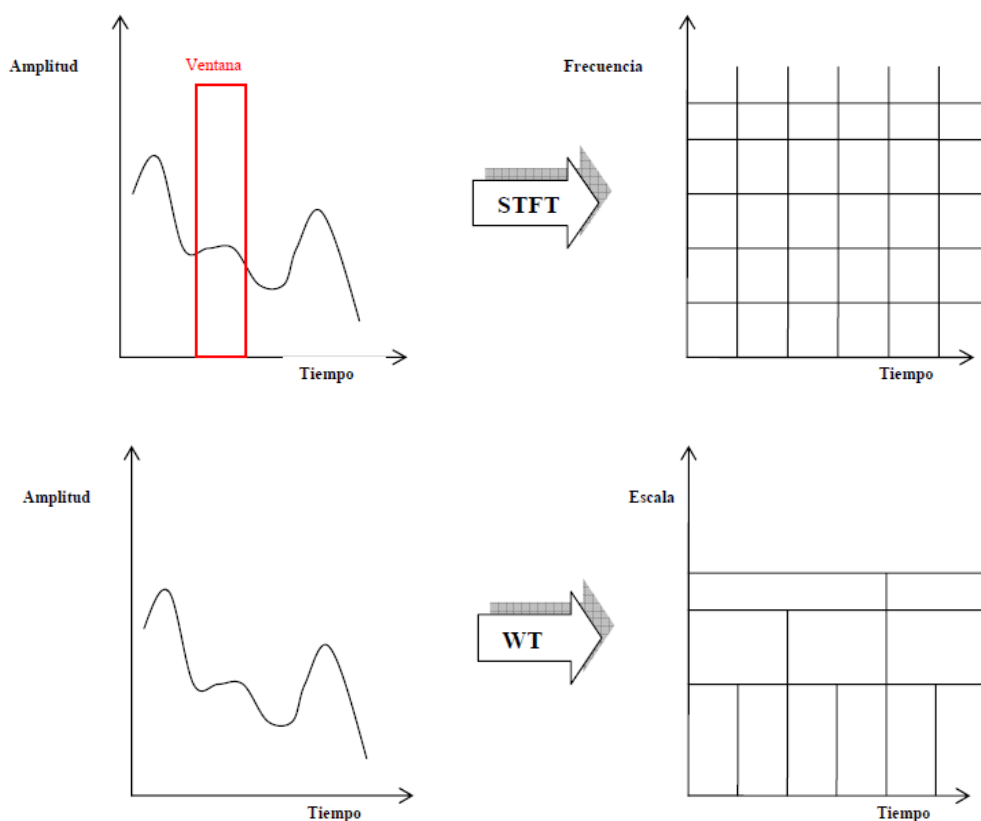 Amplitud
Ventana
Frecuencia
STFT
Tiempo
Tiempo
Amplitud
Escala
WT
Tiempo
Tiempo